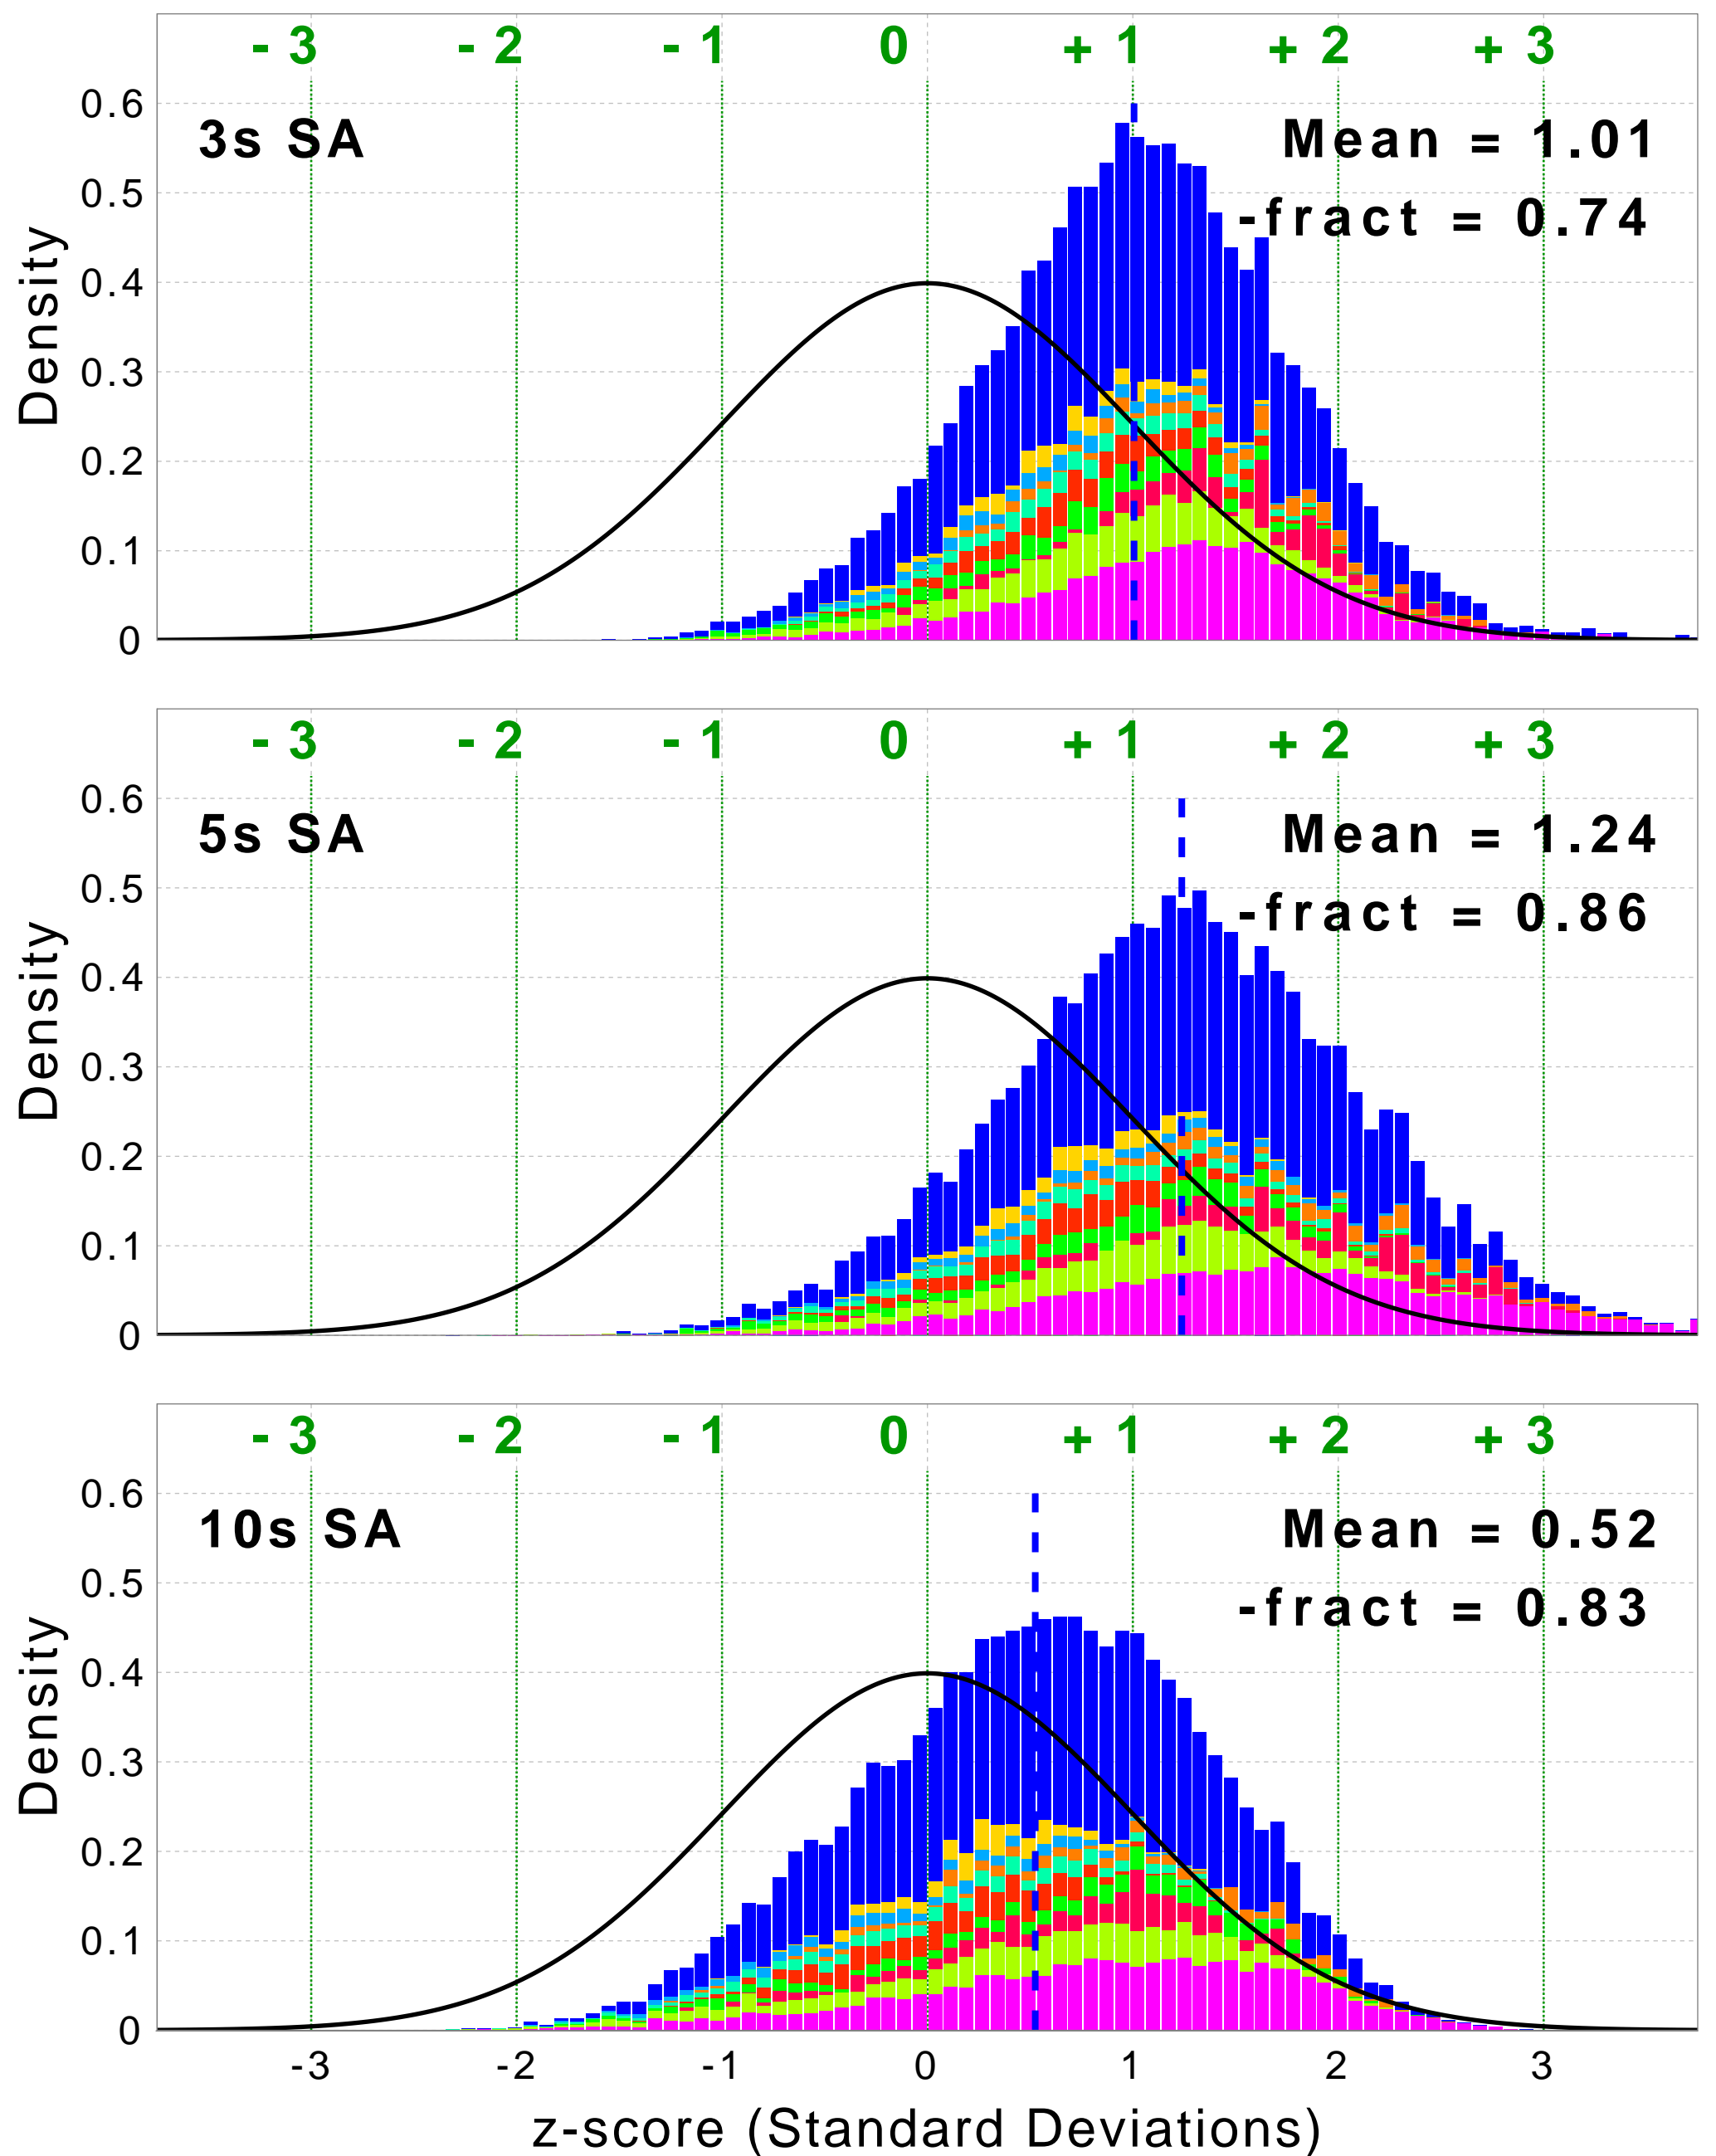 - 3 - 2 - 1 0 + 1 + 2 + 3
0.6
3s SA
Mean = 1.01
0.5
-fract = 0.74
0.4
0.3
0.2
0.1
0
Density
- 3 - 2 - 1 0 + 1 + 2 + 3
0.6
5s SA
Mean = 1.24
0.5
-fract = 0.86
0.4
0.3
0.2
0.1
0
Density
- 3 - 2 - 1 0 + 1 + 2 + 3
0.6
10s SA
Mean = 0.52
0.5
-fract = 0.83
0.4
0.3
0.2
0.1
0
Density
-3 -2 -1 0 1 2 3
z-score (Standard Deviations)